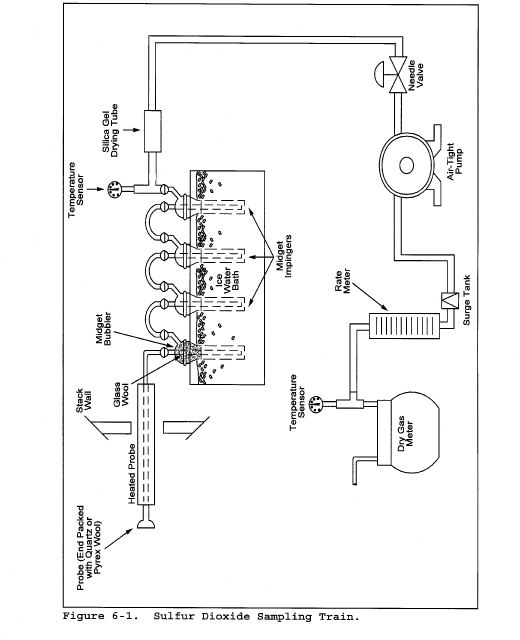 Temperature
Sensor
Silica Gel
Drying Tube
Needle
Valve
Air-Tight
Pump
Midget
Impingers
Ice
Water
Bath
Midget
Bubbler
Glass
Wool
Stack
Wall
Heated Probe
Probe (End Packed
with Quartz or
Pyrex Wool)
Rate
Meter
Surge Tank
Temperature
Sensor
Dry Gas
Meter
Figure 6-1. Sulfur Dioxide Sampling Train.